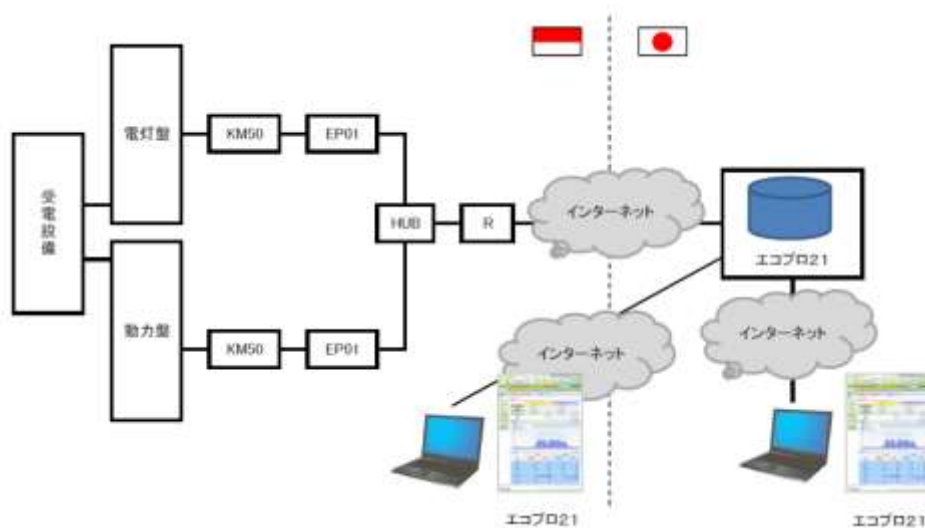 電灯盤
KM50
EP01
受電設備
HUB
R
インターネット
エコプロ21
動力盤
KM50
EP01
インターネット
インターネット
エコプロ21
エコプロ21